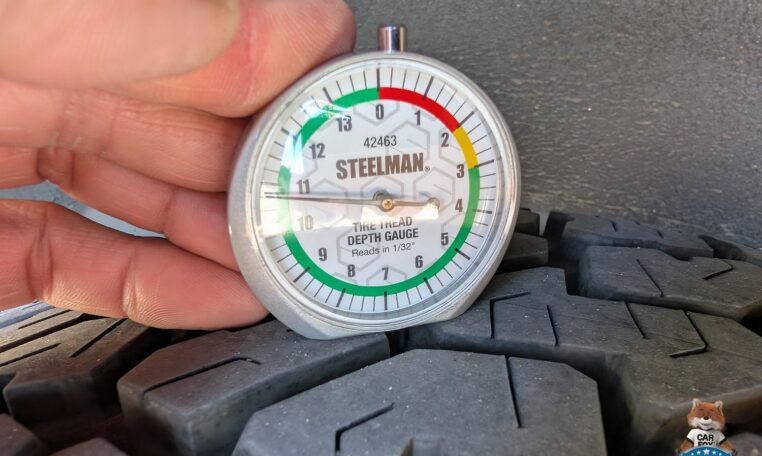 0
1
2
3
4
5
6
7
8
9
10
11
12
13
42463
STEELMAN®
TIRE TREAD
DEPTH GAUGE
Reads in 1/32"
CAR
FOX